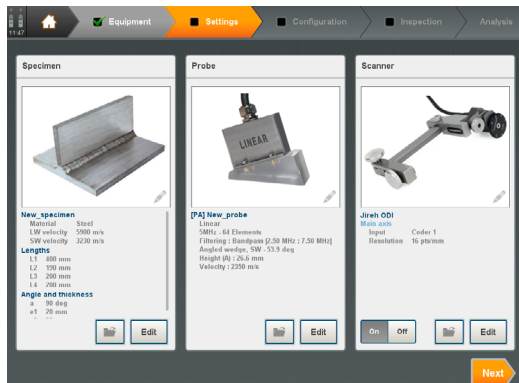 11:47
Equipment
Settings
Configuration
Inspection
Analysis
Specimen
New_specimen
Material Steel
LW velocity 5900 m/s
SW velocity 3230 m/s
Lengths
L1 400 mm
L2 190 mm
L3 200 mm
L4 200 mm
Angle and thickness
a 90 deg
e1 20 mm
Edit
Probe
LINEAR
[PA] New_probe
Linear
5MHz - 64 Elements
Filtering : Bandpass [2.50 MHz ; 7.50 MHz]
Angled wedge, SW - 53.9 deg
Height (A) : 26.6 mm
Velocity : 2350 m/s
Edit
Scanner
Jireh ODI
Main axis
Input Coder 1
Resolution 16 pts/mm
On Off
Edit
Next